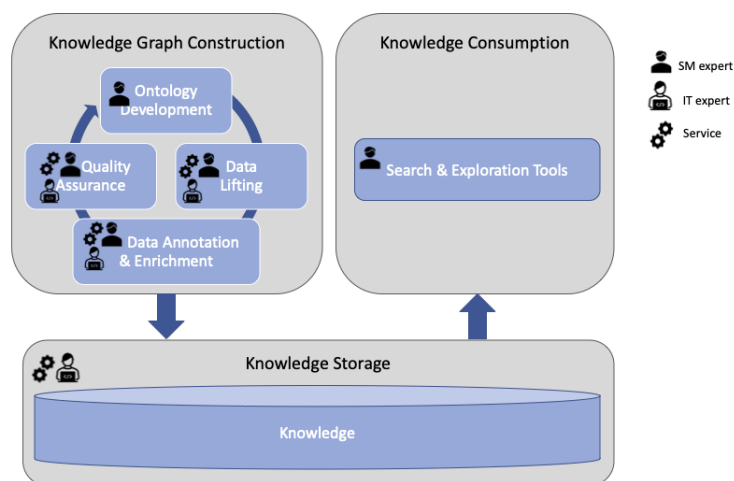 Knowledge Graph Construction
Knowledge Consumption
SM expert
IT expert
Service
Ontology
Development
Quality
Assurance
Data
Lifting
Data Annotation
& Enrichment
Search & Exploration Tools
Knowledge Storage
Knowledge